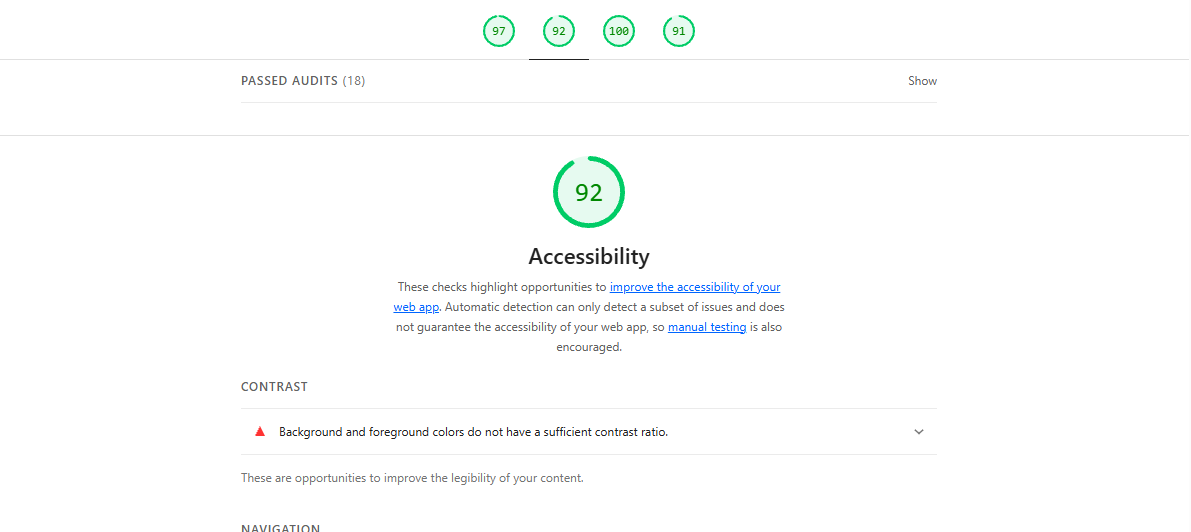 97 92 100 91
PASSED AUDITS (18) Show
92
Accessibility
These checks highlight opportunities to improve the accessibility of your
web app. Automatic detection can only detect a subset of issues and does
not guarantee the accessibility of your web app, so manual testing is also
encouraged.
CONTRAST
Background and foreground colors do not have a sufficient contrast ratio.
These are opportunities to improve the legibility of your content.
NAVIGATION